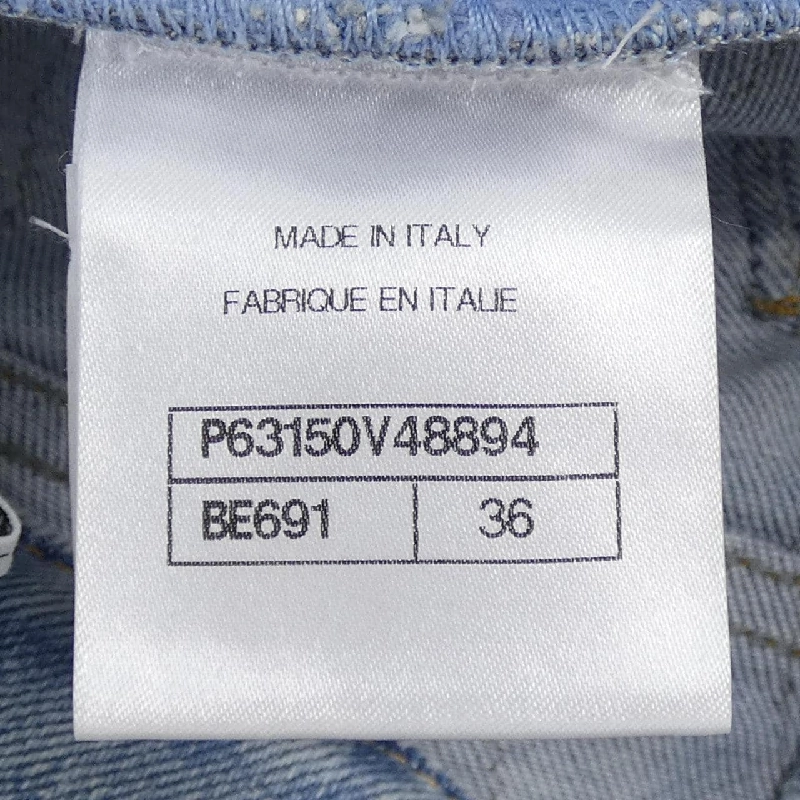 MADE IN ITALY
FABRIQUE EN ITALIE
P63150V48894
BE691 36